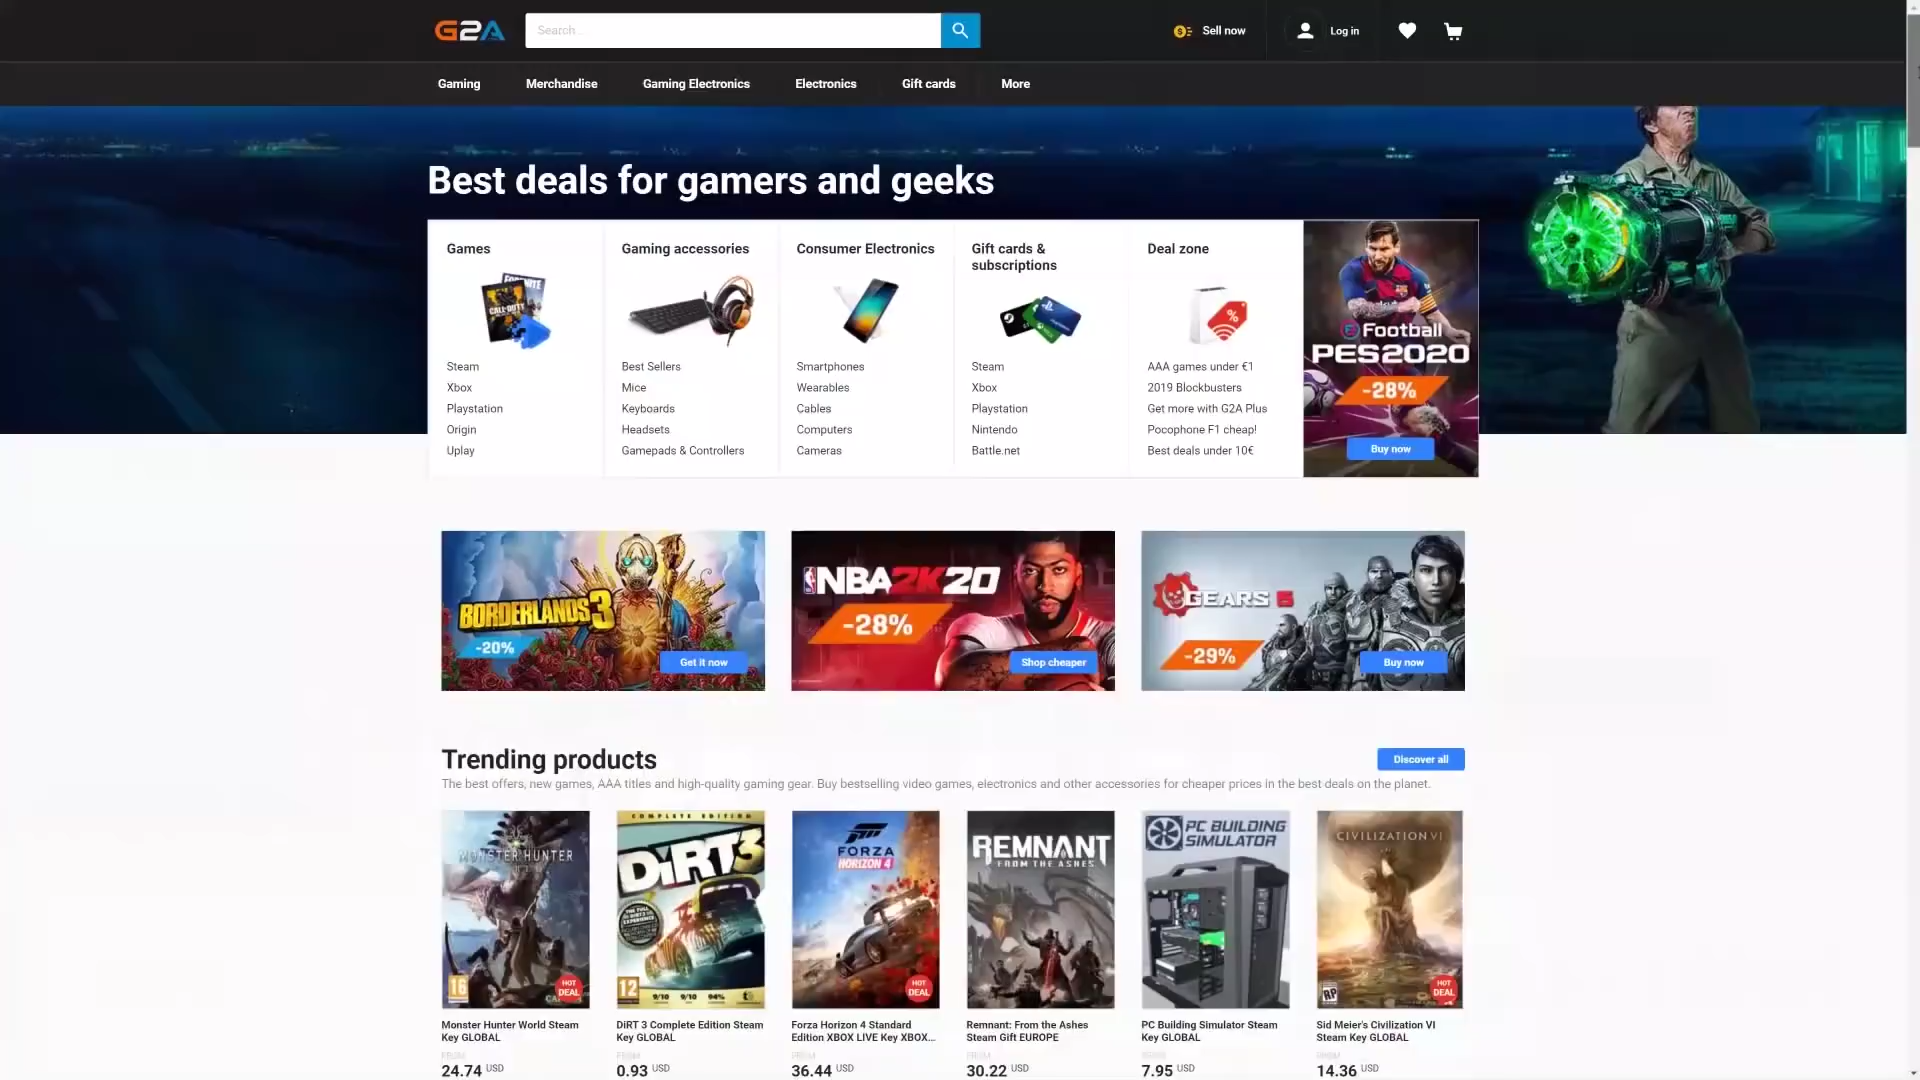 G2A
Search...
Sell now
Log in
Gaming
Merchandise
Gaming Electronics
Electronics
Gift cards
More
Best deals for gamers and geeks
Games
Steam
Xbox
Playstation
Origin
Uplay
Gaming accessories
Best Sellers
Mice
Keyboards
Headsets
Gamepads & Controllers
Consumer Electronics
Smartphones
Wearables
Cables
Computers
Cameras
Gift cards &
subscriptions
Steam
Xbox
Playstation
Nintendo
Battle.net
Deal zone
AAA games under €1
2019 Blockbusters
Get more with G2A Plus
Pocophone F1 cheap!
Best deals under 10€
Football
PES2020
-28%
Buy now
BORDERLANDS 3
-20%
Get it now
NBA 2K20
-28%
Shop cheaper
GEARS 5
-29%
Buy now
Trending products
Discover all
The best offers, new games, AAA titles and high-quality gaming gear. Buy bestselling video games, electronics and other accessories for cheaper prices in the best deals on the planet.
MONSTER HUNTER
16
HOT
DEAL
Monster Hunter World Steam
Key GLOBAL
FROM
24.74 USD
COMPLETE EDITION
DiRT3
12
9/10 9/10 94%
DiRT 3 Complete Edition Steam
Key GLOBAL
FROM
0.93 USD
FORZA
HORIZON 4
HOT
DEAL
Forza Horizon 4 Standard
Edition XBOX LIVE Key XBOX...
FROM
36.44 USD
REMNANT
FROM THE ASHES
Remnant: From the Ashes
Steam Gift EUROPE
FROM
30.22 USD
PC BUILDING
SIMULATOR
PC Building Simulator Steam
Key GLOBAL
FROM
7.95 USD
CIVILIZATION VI
RP
HOT
DEAL
Sid Meier's Civilization VI
Steam Key GLOBAL
FROM
14.36 USD